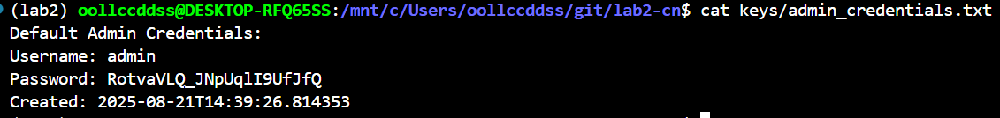 (lab2) oollccddss@DESKTOP-RFQ65SS:/mnt/c/Users/oollccddss/git/lab2-cn$ cat keys/admin_credentials.txt
Default Admin Credentials:
Username: admin
Password: RotvaVLQ_JNpUqlI9UfJfQ
Created: 2025-08-21T14:39:26.814353